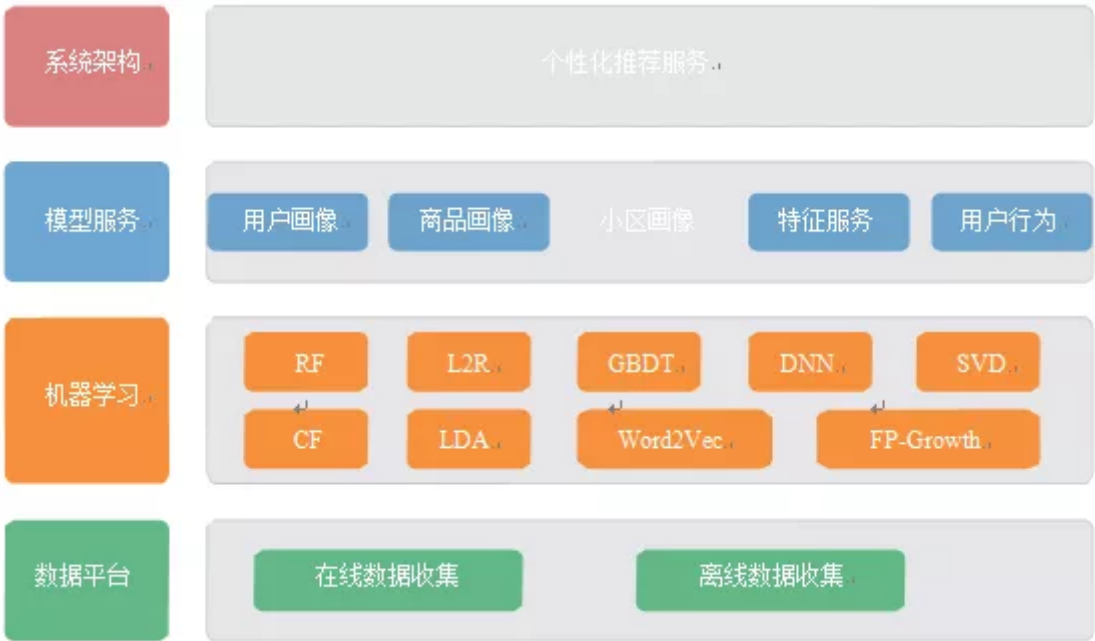 系统架构
个性化推荐服务
模型服务
用户画像
商品画像
小区画像
特征服务
用户行为
机器学习
RF
L2R
GBDT
DNN
SVD
CF
LDA
Word2Vec
FP-Growth
数据平台
在线数据收集
离线数据收集